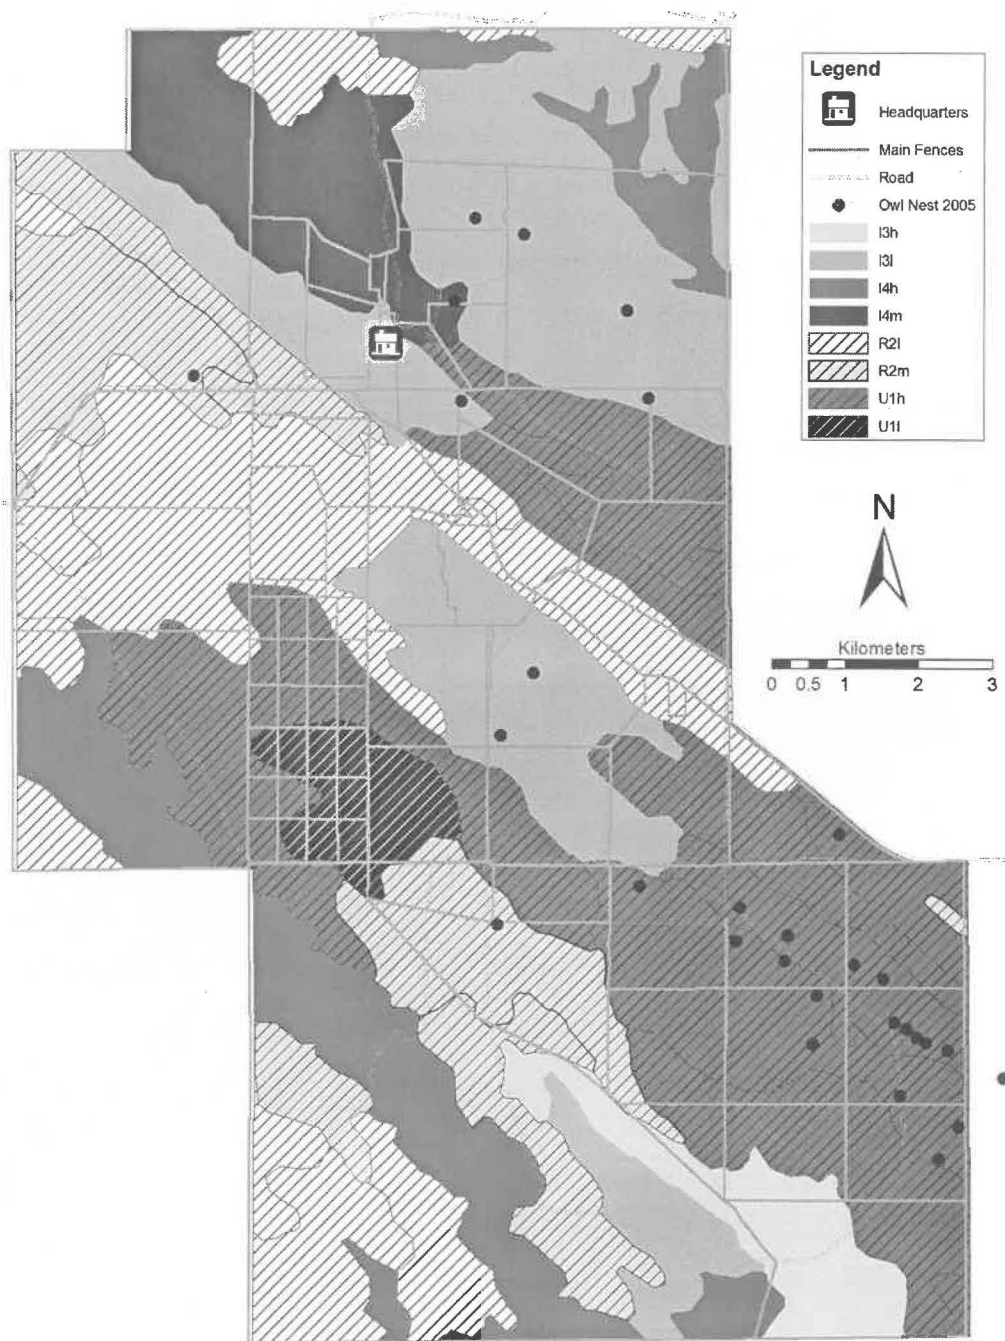 Legend
Headquarters
Main Fences
Road
Owl Nest 2005
I3h
I3l
I4h
I4m
R2l
R2m
U1h
U1l
N
Kilometers
0 0.5 1 2 3